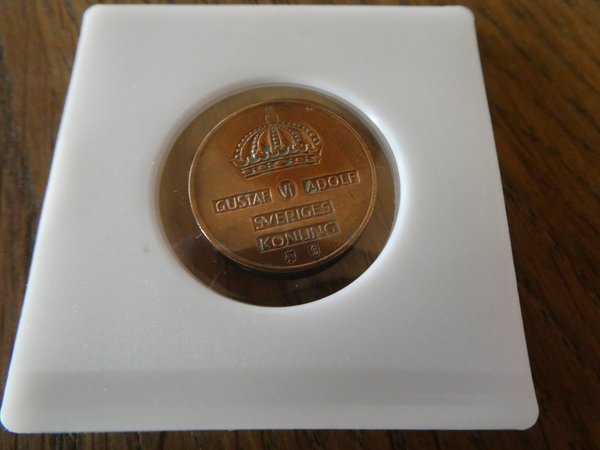 GUSTAF VI ADOLF
SVERIGES
KONUNG